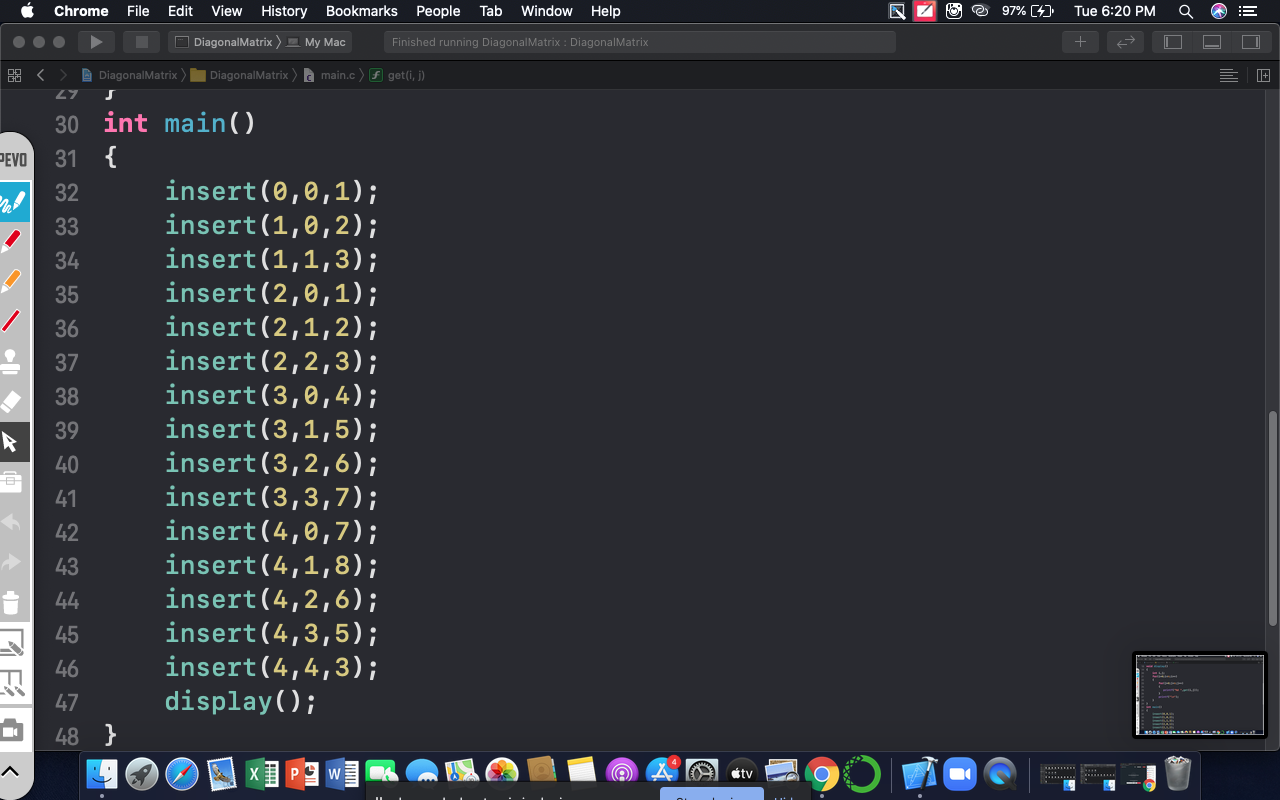 Chrome File Edit View History Bookmarks People Tab Window Help 97% Tue 6:20 PM
DiagonalMatrix My Mac Finished running DiagonalMatrix : DiagonalMatrix
DiagonalMatrix DiagonalMatrix main.c f get(i, j)
29 }
30 int main()
31 {
32 insert(0,0,1);
33 insert(1,0,2);
34 insert(1,1,3);
35 insert(2,0,1);
36 insert(2,1,2);
37 insert(2,2,3);
38 insert(3,0,4);
39 insert(3,1,5);
40 insert(3,2,6);
41 insert(3,3,7);
42 insert(4,0,7);
43 insert(4,1,8);
44 insert(4,2,6);
45 insert(4,3,5);
46 insert(4,4,3);
47 display();
48 }
PEVO
4
tv